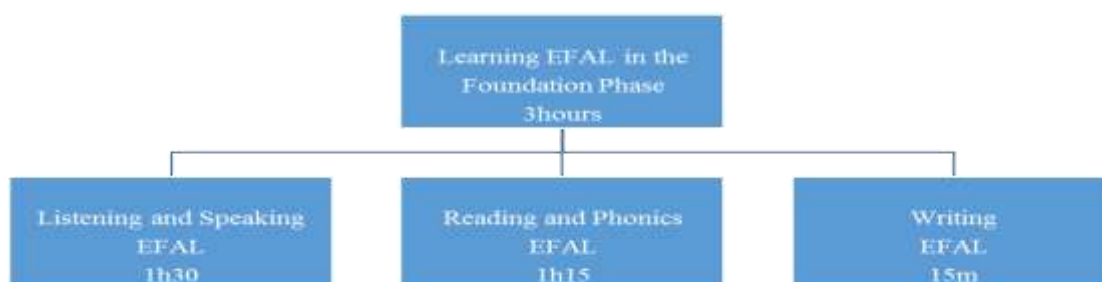 Learning EFAL in the
Foundation Phase
3hours
Listening and Speaking
EFAL
1h30
Reading and Phonics
EFAL
1h15
Writing
EFAL
15m